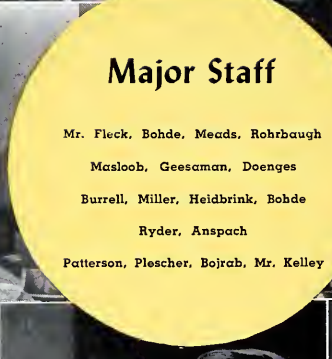 Major Staff
Mr. Fleck, Bohde, Meads, Rohrbaugh
Masloob, Geesaman, Doenges
Burrell, Miller, Heidbrink, Bohde
Ryder, Anspach
Patterson, Plescher, Bojrab, Mr. Kelley